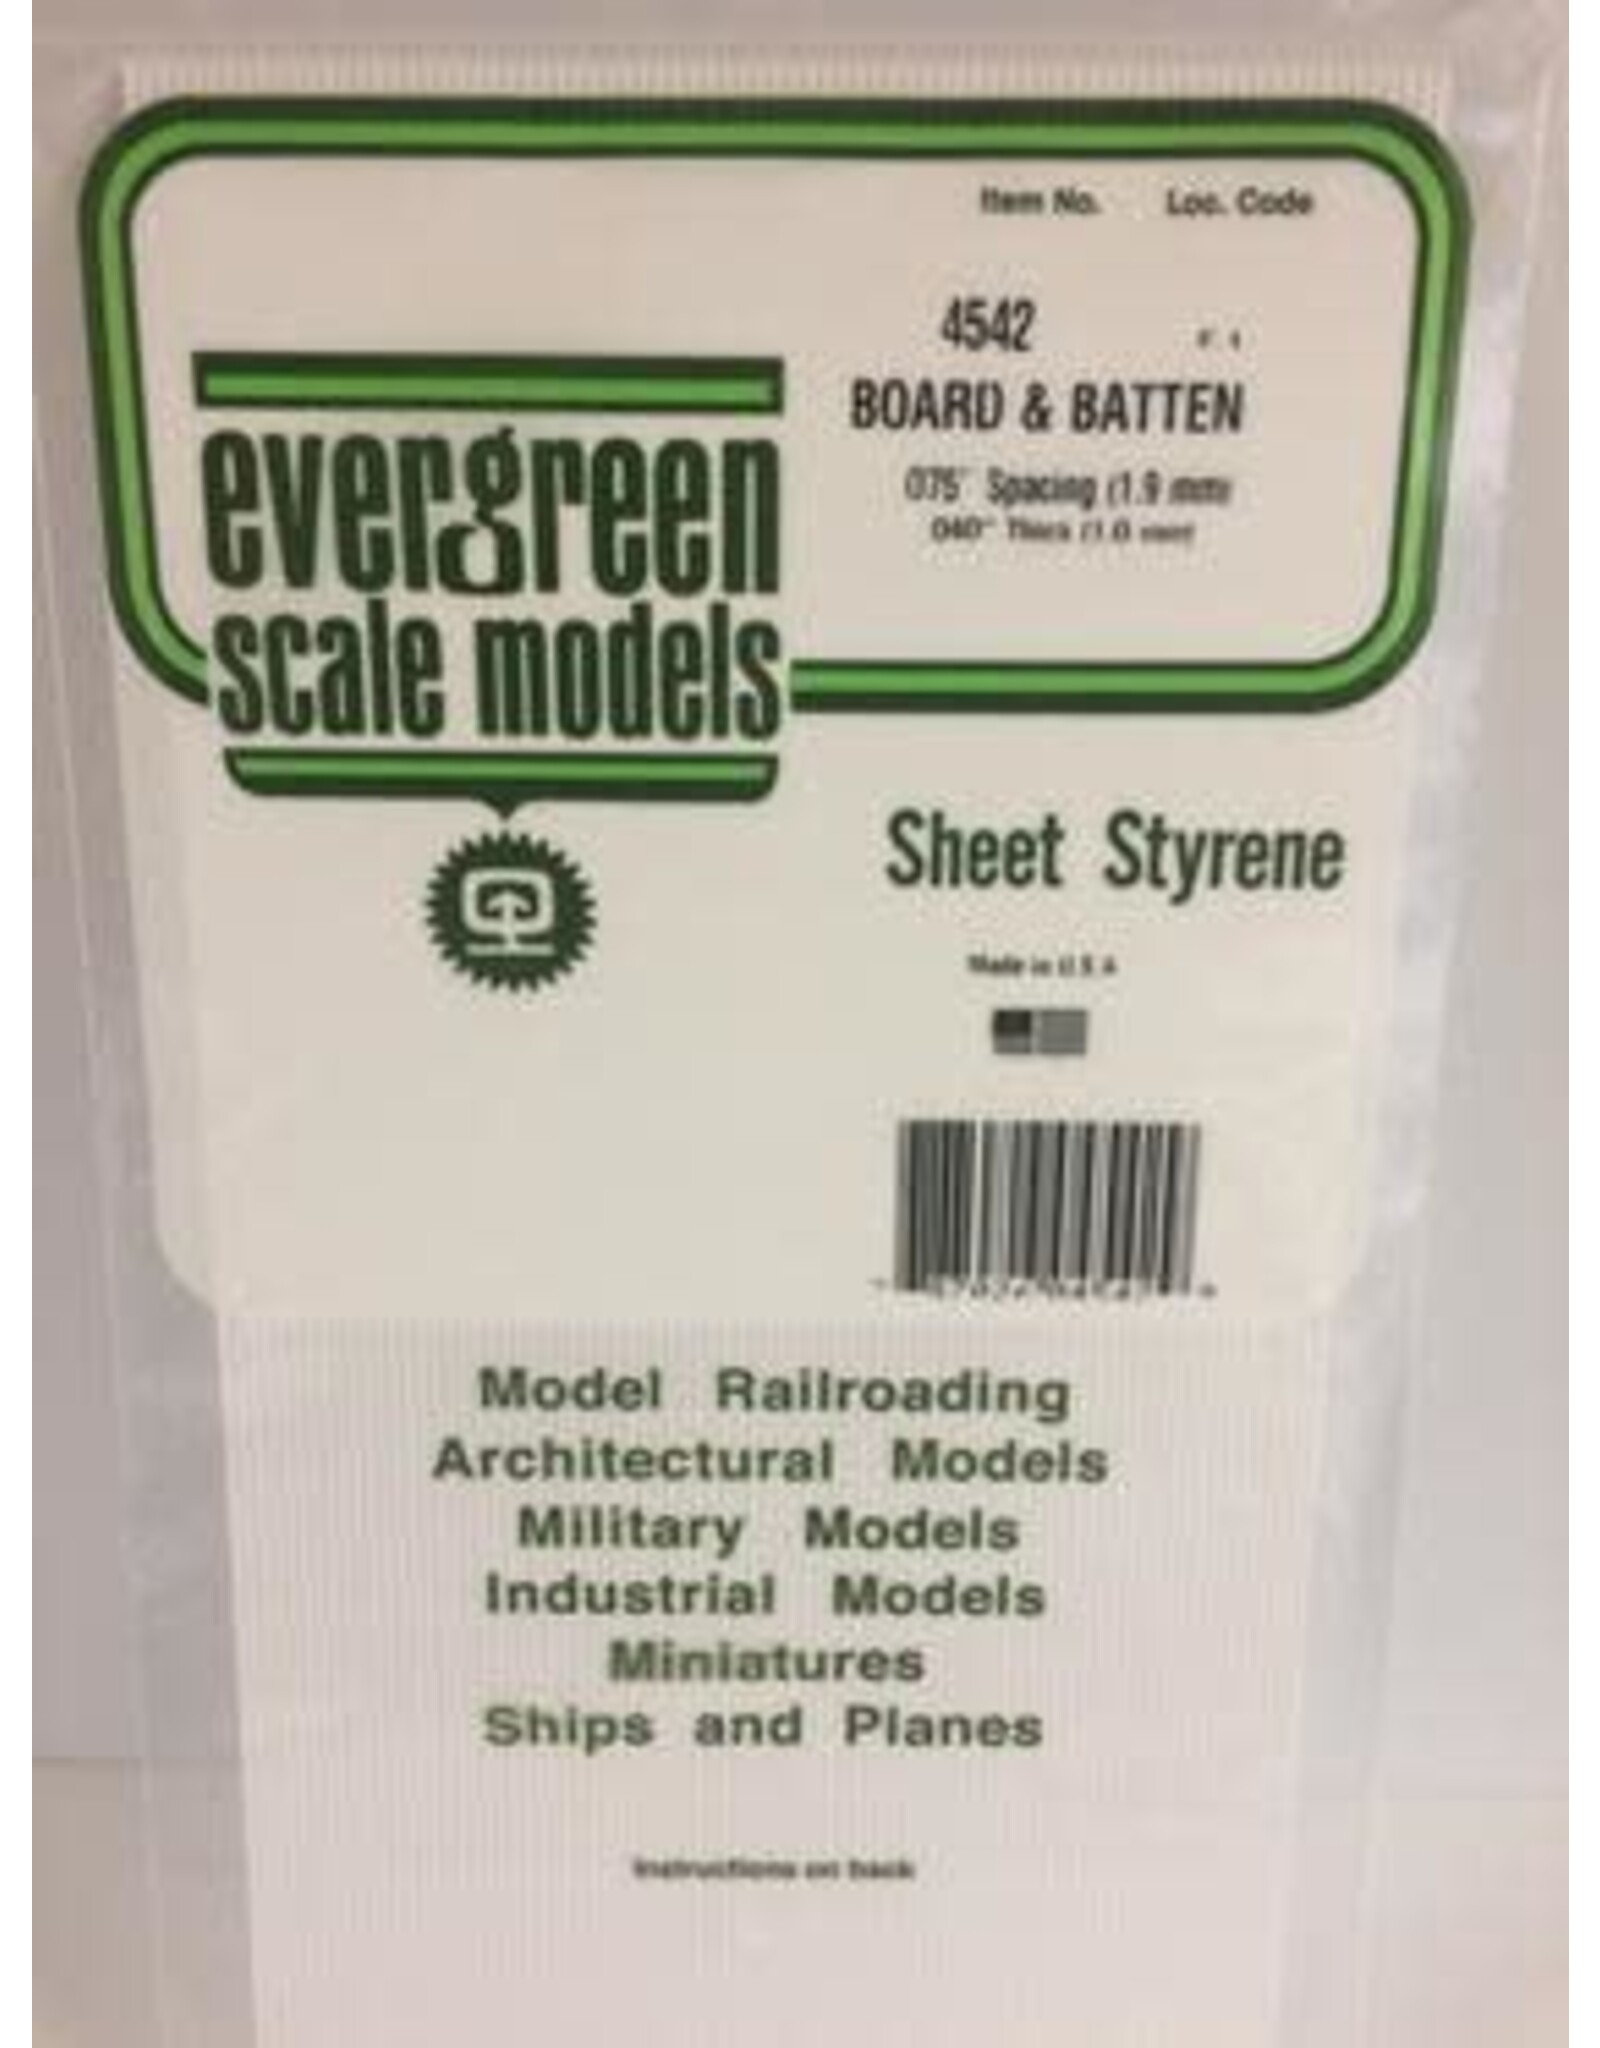 Item No. Loc. Code
4542
BOARD & BATTEN
.075" Spacing (1.9 mm)
.040" Thick (1.0 mm)
evergreen
scale models
Sheet Styrene
Made in U.S.A
Model Railroading
Architectural Models
Military Models
Industrial Models
Miniatures
Ships and Planes
Instructions on back